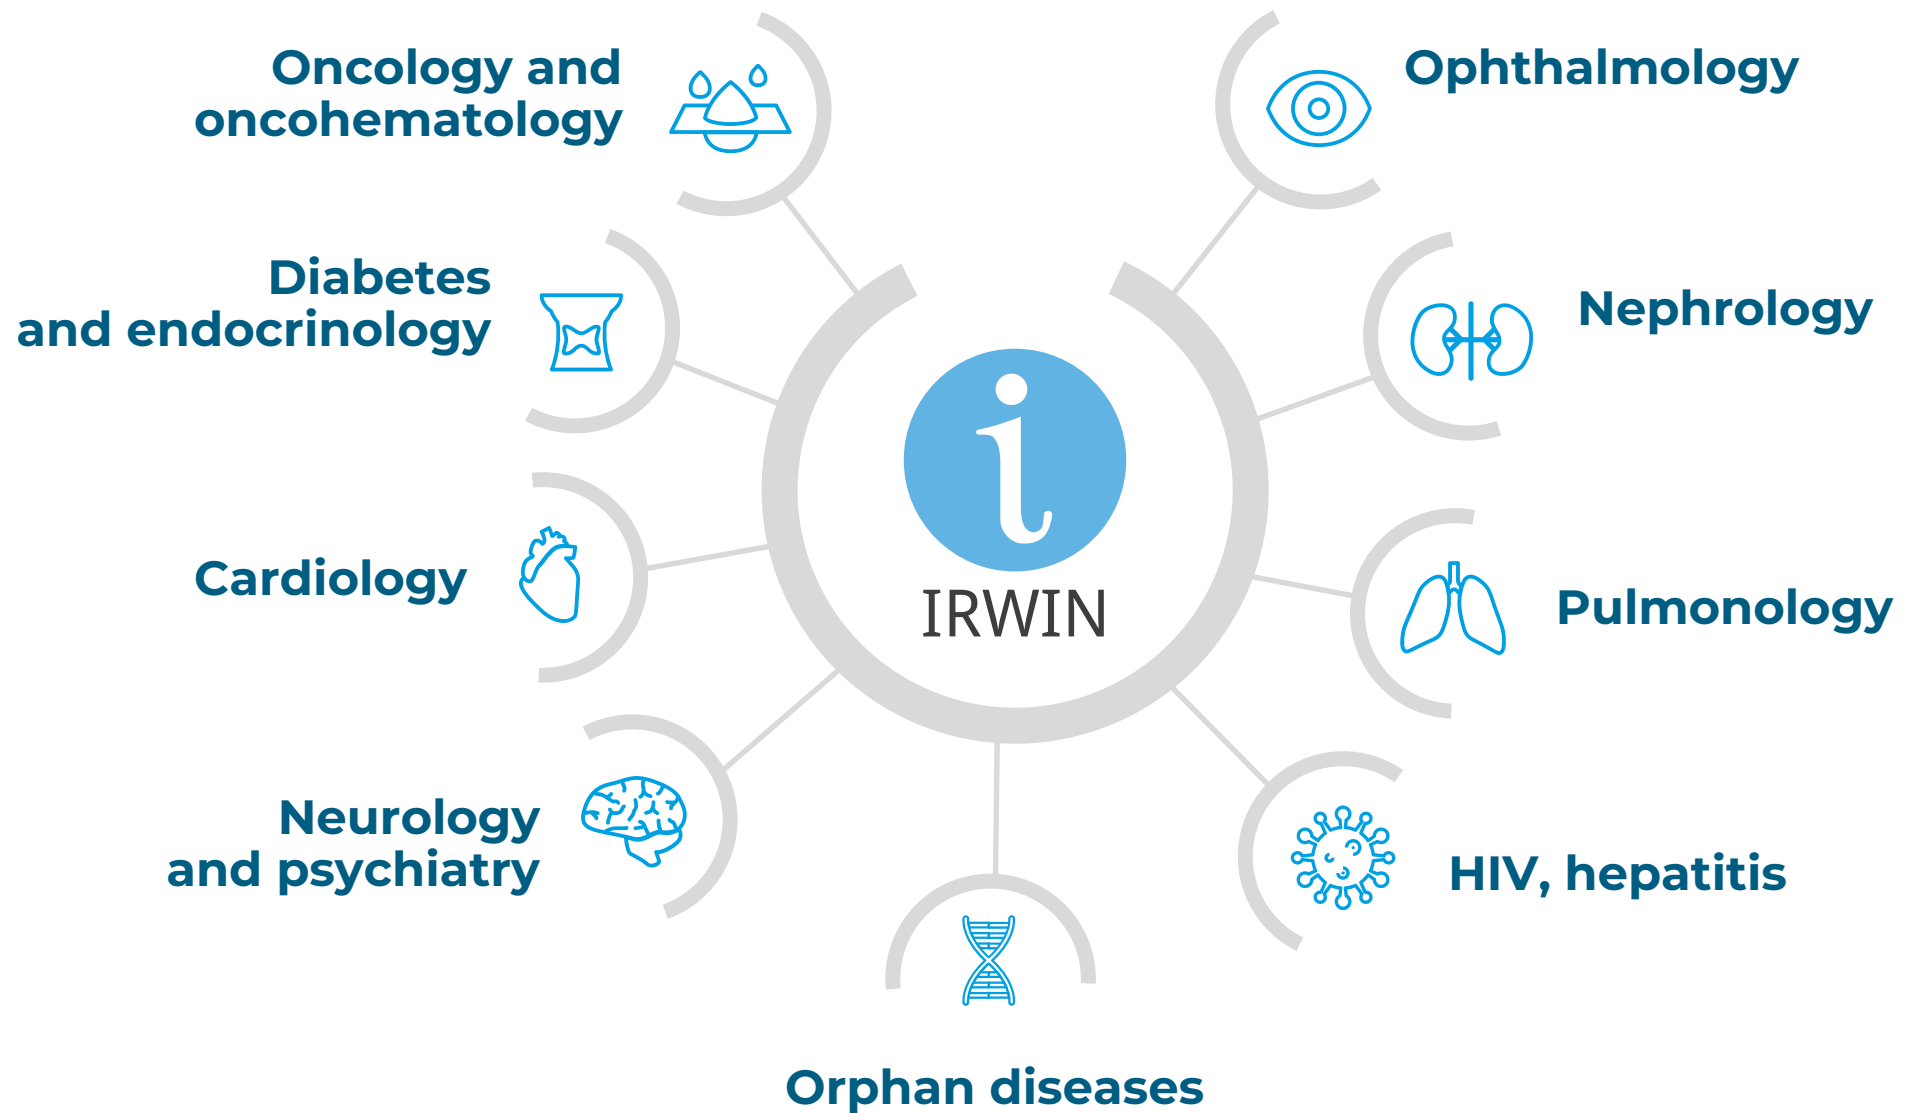 Oncology and
oncohematology
Ophthalmology
Diabetes
and endocrinology
Nephrology
Cardiology
IRWIN
Pulmonology
Neurology
and psychiatry
HIV, hepatitis
Orphan diseases